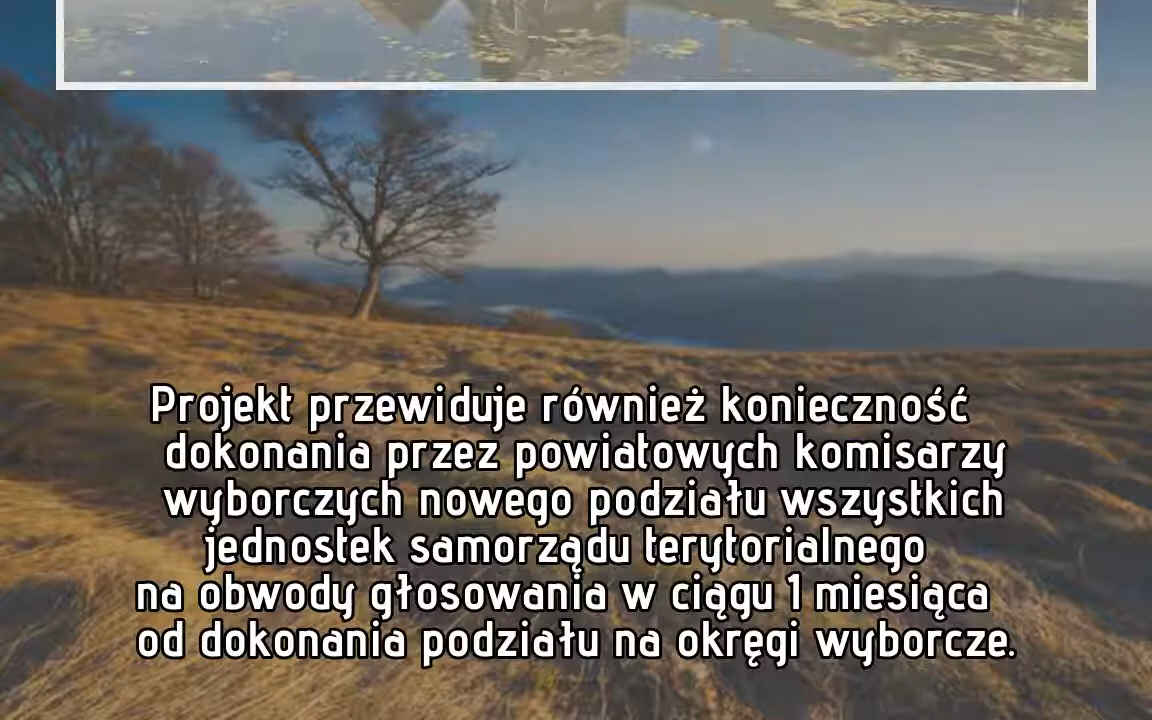 Projekt przewiduje również konieczność
dokonania przez powiatowych komisarzy
wyborczych nowego podziału wszystkich
jednostek samorządu terytorialnego
na obwody głosowania w ciągu 1 miesiąca
od dokonania podziału na okręgi wyborcze.